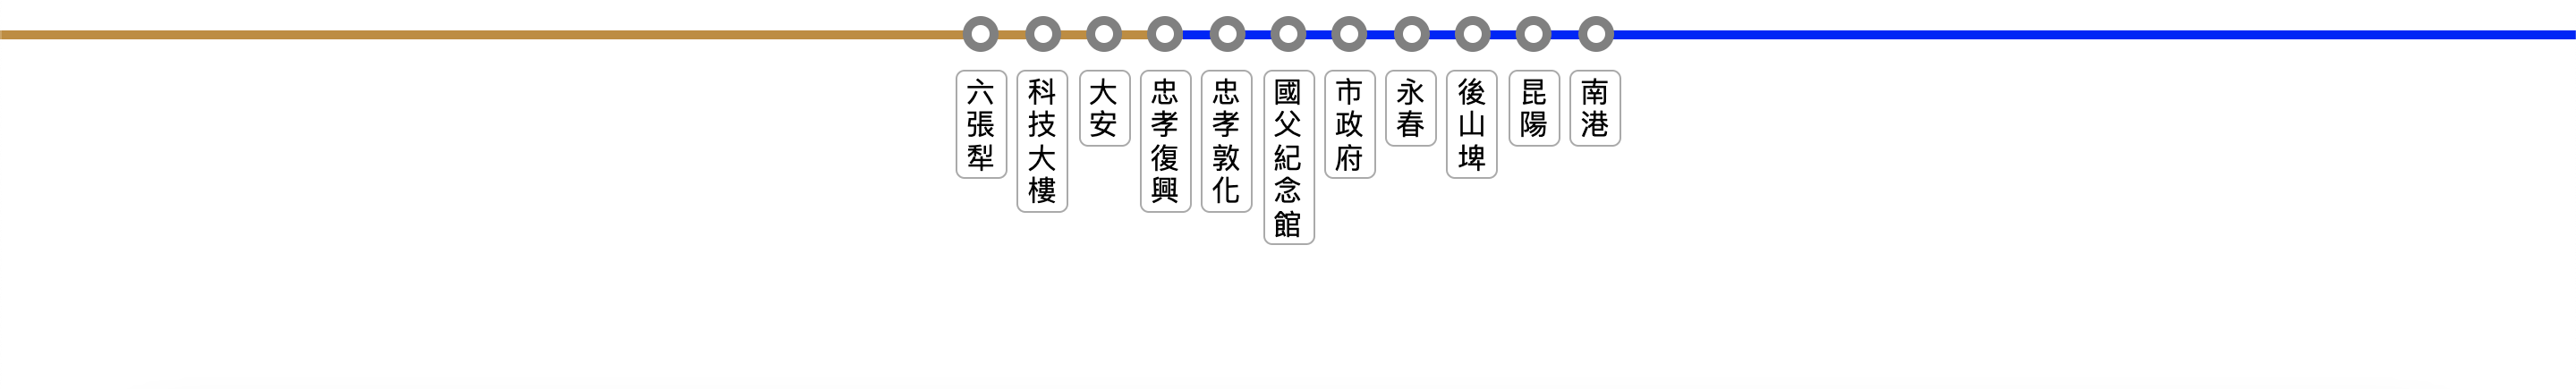 六張犁
科技大樓
大安
忠孝復興
忠孝敦化
國父紀念館
市政府
永春
後山埤
昆陽
南港